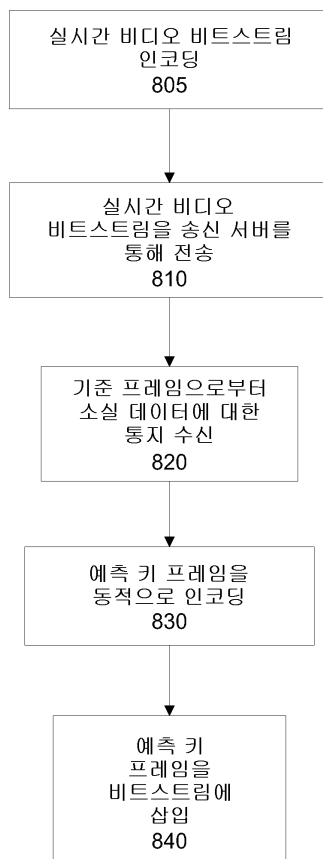 실시간 비디오 비트스트림
인코딩
805
실시간 비디오
비트스트림을 송신 서버를
통해 전송
810
기준 프레임으로부터
소실 데이터에 대한
통지 수신
820
예측 키 프레임을
동적으로 인코딩
830
예측 키
프레임을
비트스트림에
삽입
840